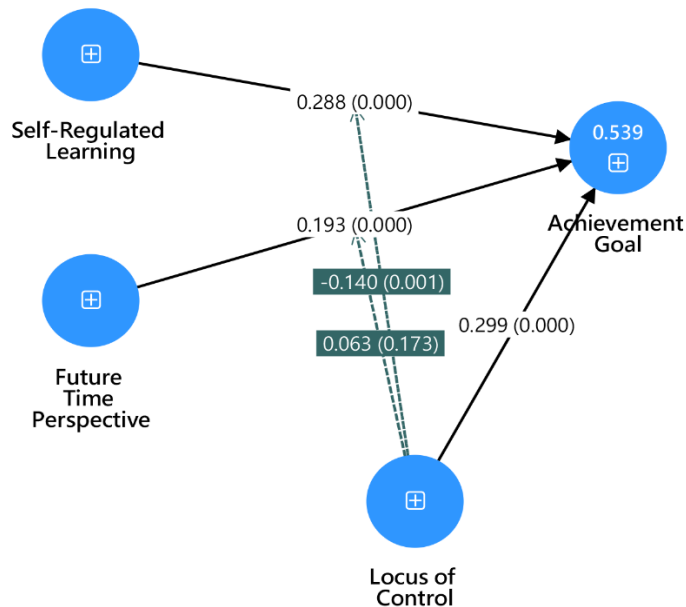 0.288 (0.000)
Self-Regulated
Learning
0.539
Achievement
Goal
0.193 (0.000)
-0.140 (0.001)
0.299 (0.000)
0.063 (0.173)
Future
Time
Perspective
Locus of
Control